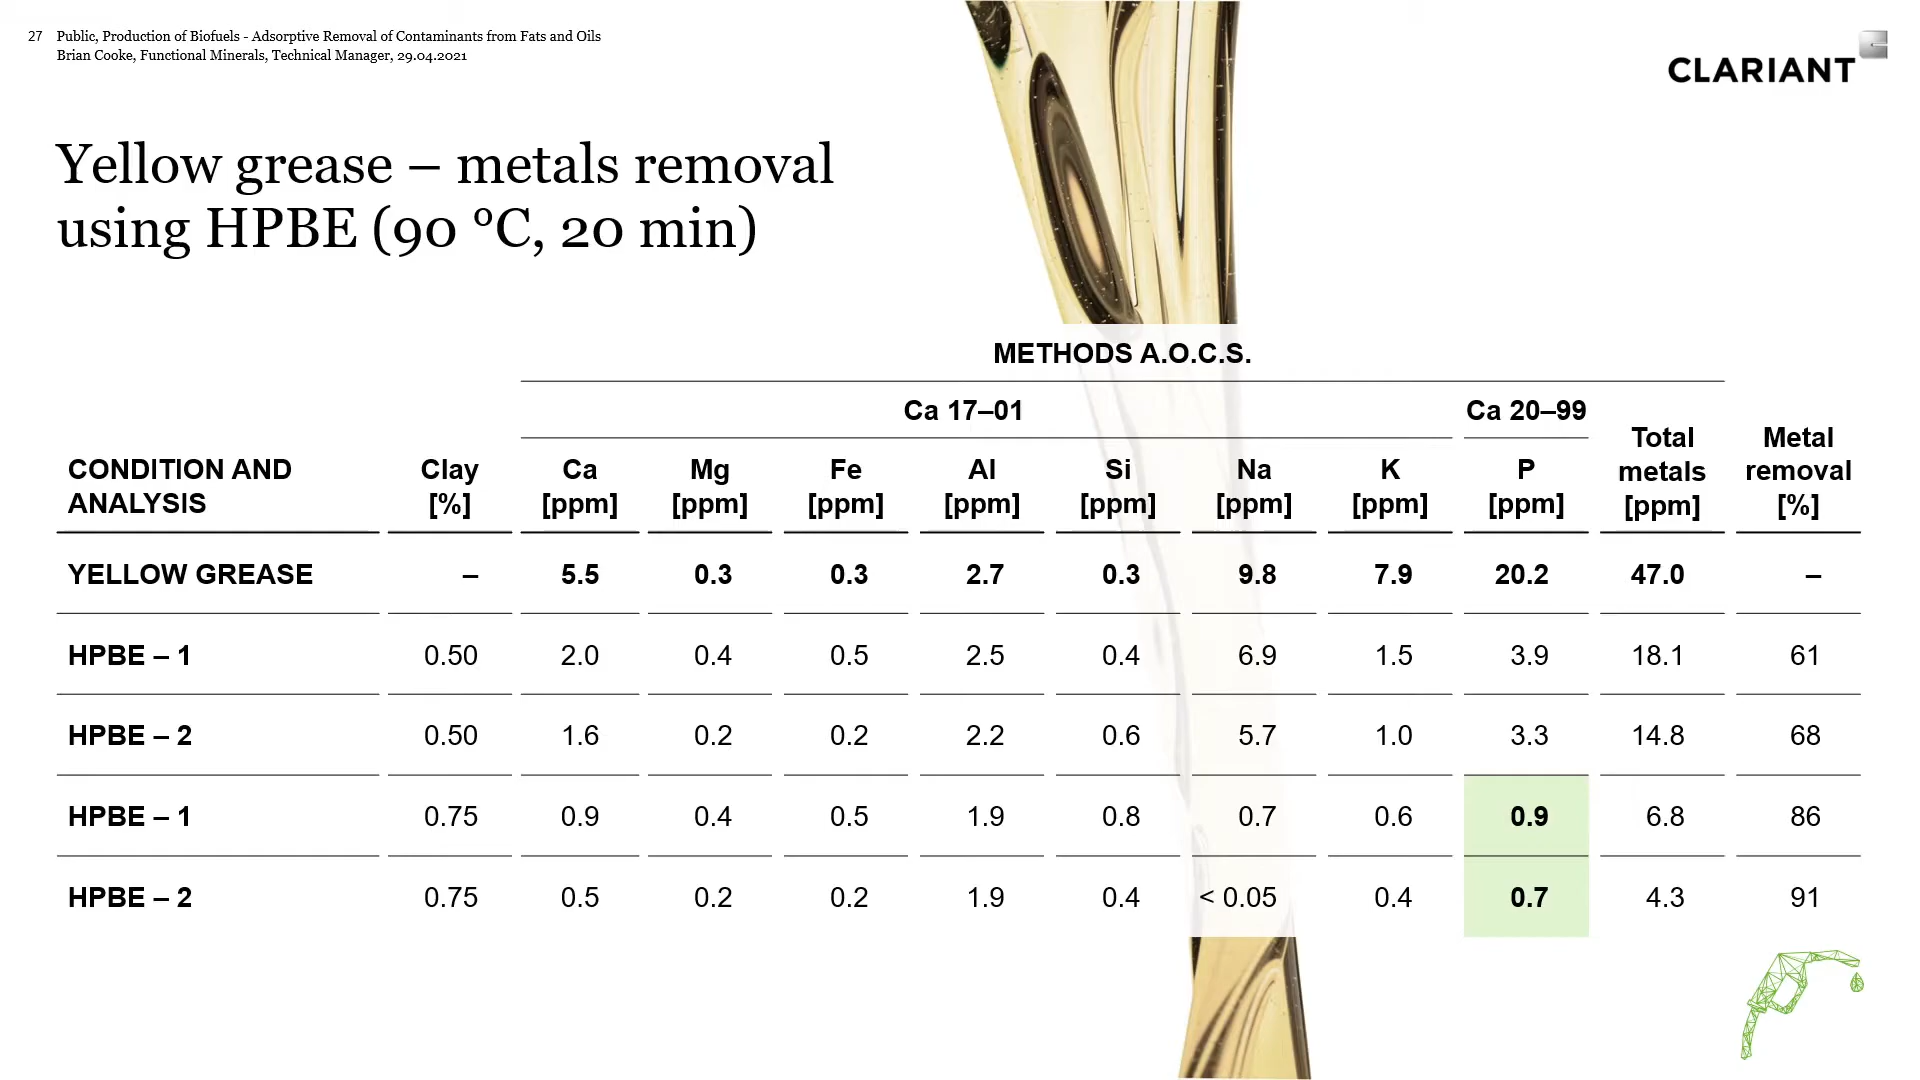 27 Public, Production of Biofuels - Adsorptive Removal of Contaminants from Fats and Oils
Brian Cooke, Functional Minerals, Technical Manager, 29.04.2021
CLARIANT
Yellow grease – metals removal
using HPBE (90 °C, 20 min)
METHODS A.O.C.S.
Ca 17–01 Ca 20–99
CONDITION AND ANALYSIS Clay [%] Ca [ppm] Mg [ppm] Fe [ppm] Al [ppm] Si [ppm] Na [ppm] K [ppm] P [ppm] Total metals [ppm] Metal removal [%]
YELLOW GREASE – 5.5 0.3 0.3 2.7 0.3 9.8 7.9 20.2 47.0 –
HPBE – 1 0.50 2.0 0.4 0.5 2.5 0.4 6.9 1.5 3.9 18.1 61
HPBE – 2 0.50 1.6 0.2 0.2 2.2 0.6 5.7 1.0 3.3 14.8 68
HPBE – 1 0.75 0.9 0.4 0.5 1.9 0.8 0.7 0.6 0.9 6.8 86
HPBE – 2 0.75 0.5 0.2 0.2 1.9 0.4 < 0.05 0.4 0.7 4.3 91